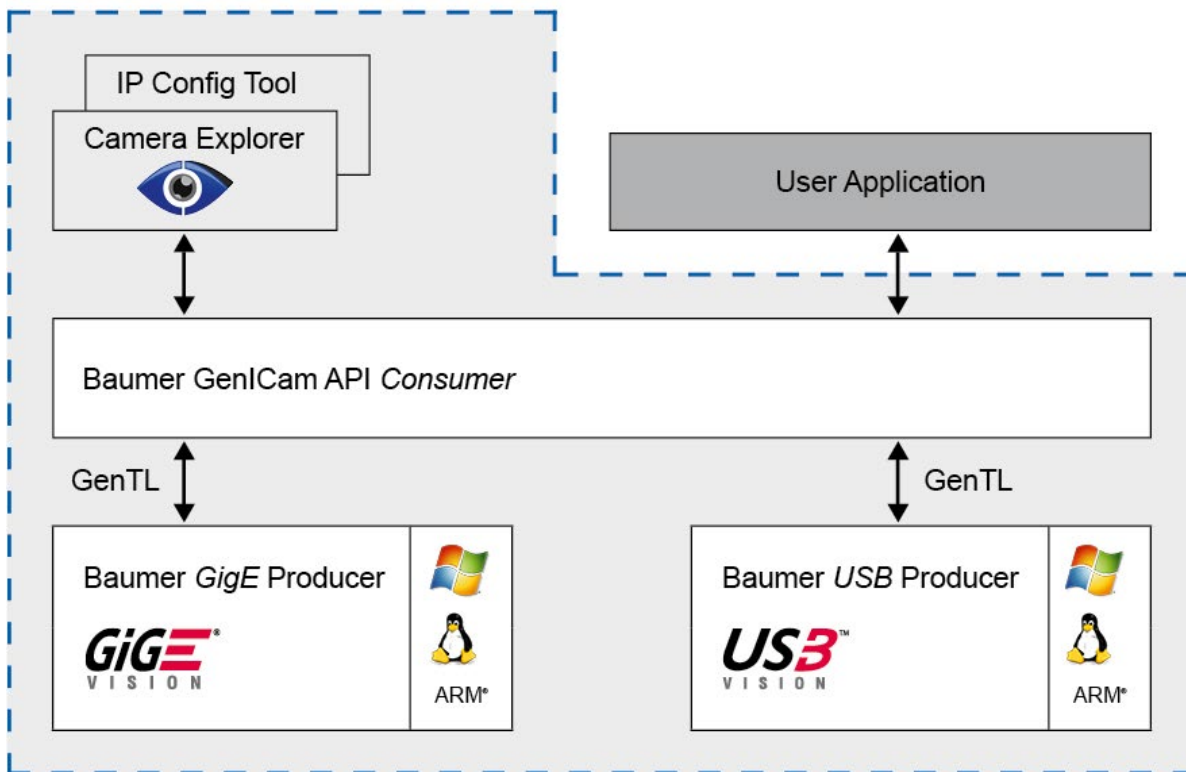 IP Config Tool
Camera Explorer
User Application
Baumer GenICam API Consumer
GenTL
GenTL
Baumer GigE Producer
GiGE®
VISION
ARM®
Baumer USB Producer
USB™
VISION
ARM®